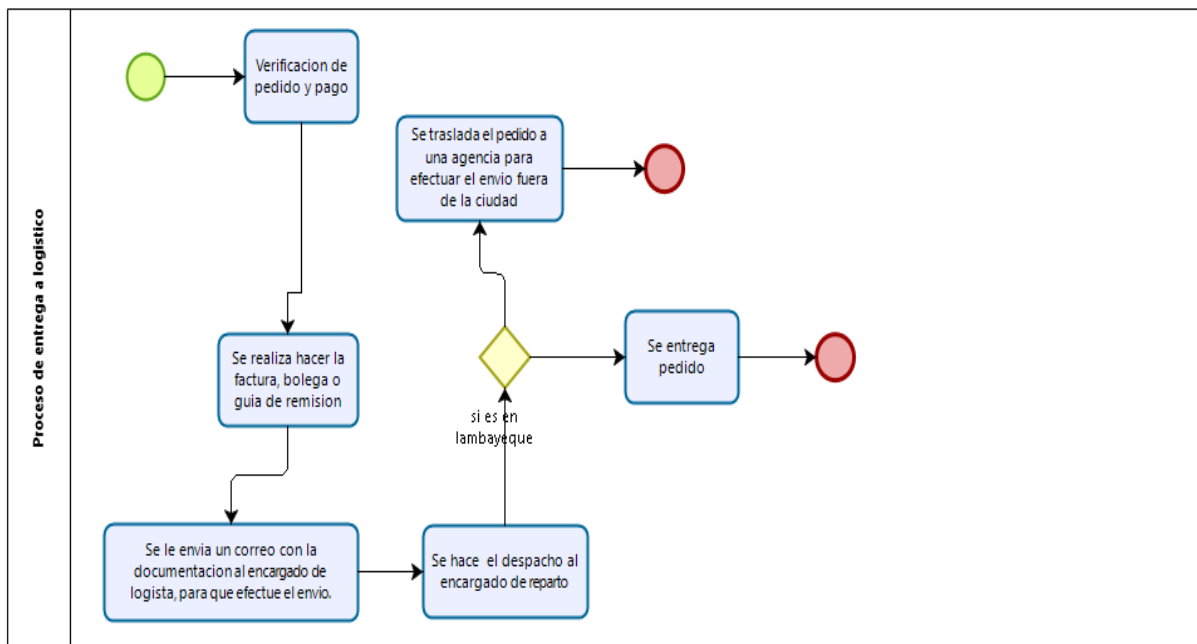 Proceso de entrega a logistico
Verificacion de
pedido y pago
Se traslada el pedido a
una agencia para
efectuar el envio fuera
de la ciudad
Se realiza hacer la
factura, bolega o
guia de remision
Se entrega
pedido
si es en
lambayeque
Se le envia un correo con la
documentacion al encargado de
logista, para que efectue el envio.
Se hace el despacho al
encargado de reparto